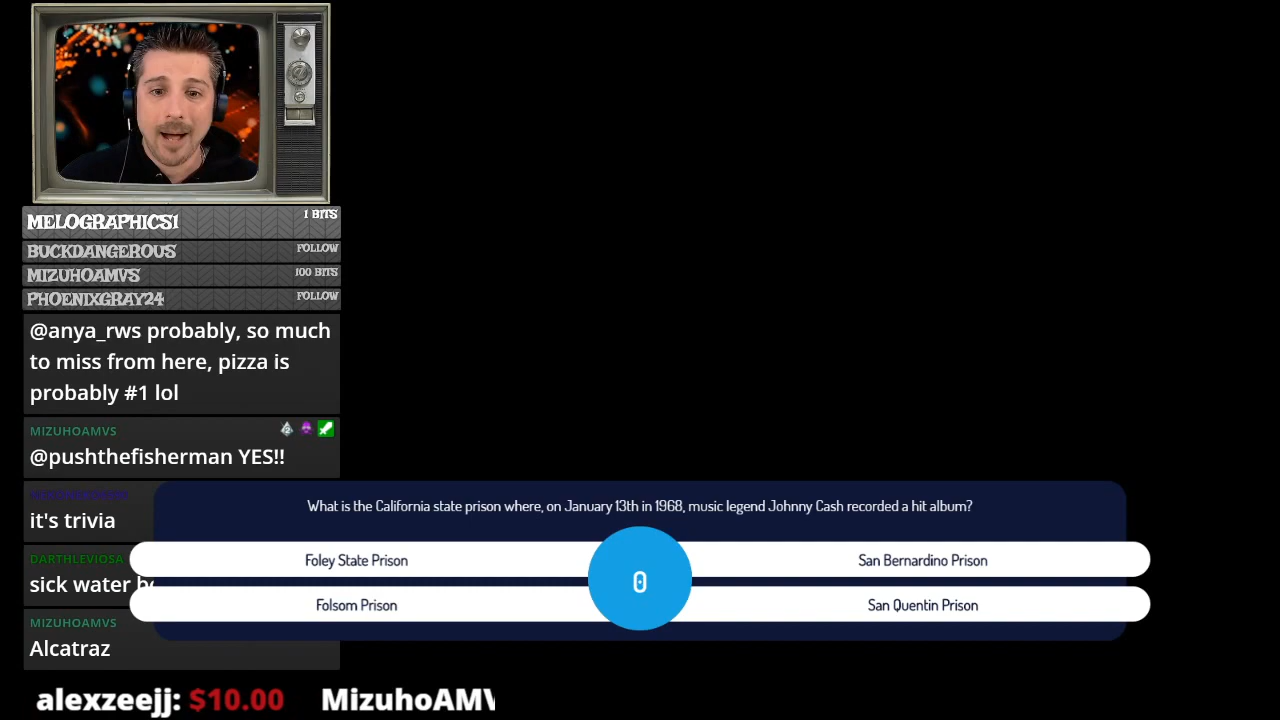 MELOGRAPHICS1 1 BITS
BUCKDANGEROUS FOLLOW
MIZUHOAMVS 100 BITS
PHOENIXGRAY24 FOLLOW
@anya_rws probably, so much
to miss from here, pizza is
probably #1 lol
MIZUHOAMVS
@pushthefisherman YES!!
it's trivia
DARTHLEVIOSA
sick water
MIZUHOAMVS
Alcatraz
What is the California state prison where, on January 13th in 1968, music legend Johnny Cash recorded a hit album?
Foley State Prison
San Bernardino Prison
0
Folsom Prison
San Quentin Prison
alexzeejj: $10.00 MizuhoAM